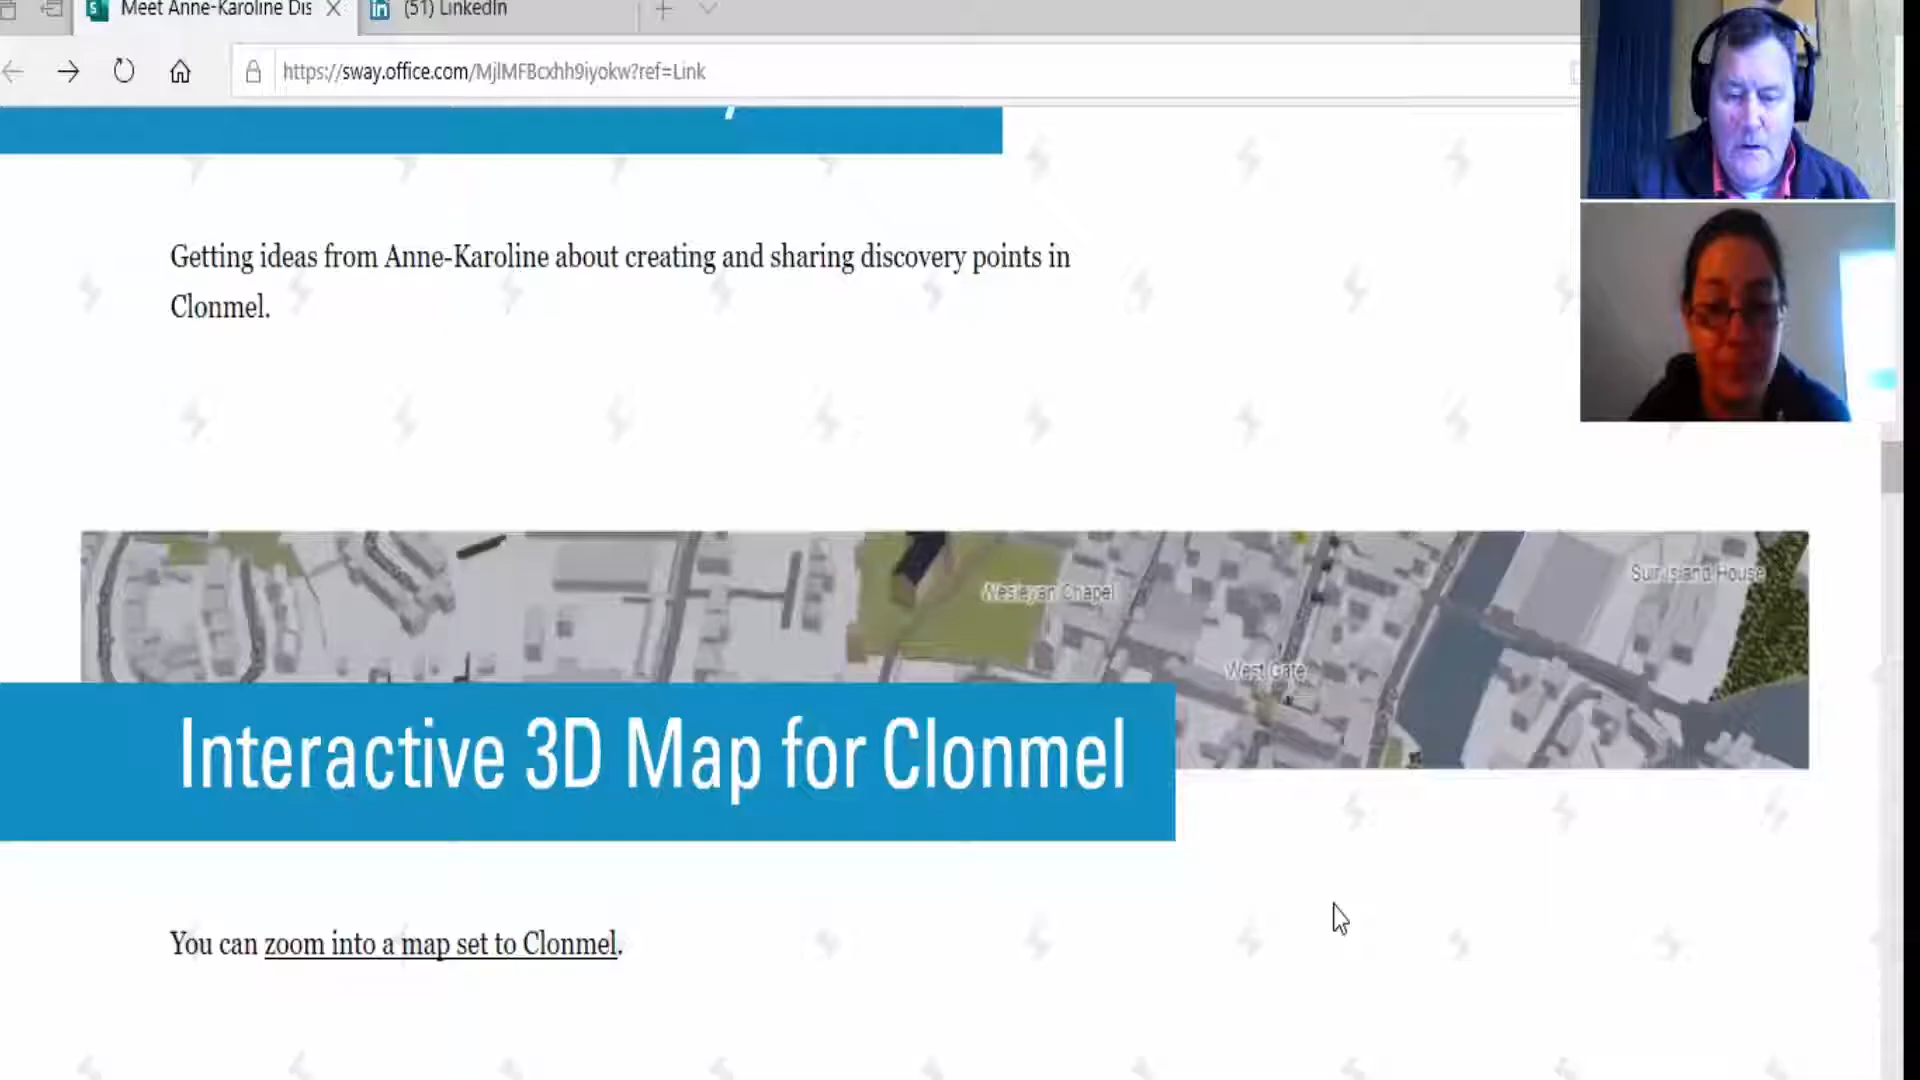 Meet Anne-Karoline Dis
(51) LinkedIn
https://sway.office.com/MjlMFBcxhh9iyokw?ref=Link
Getting ideas from Anne-Karoline about creating and sharing discovery points in
Clonmel.
Wesleyan Chapel
Suir Island House
West Gate
Interactive 3D Map for Clonmel
You can zoom into a map set to Clonmel.